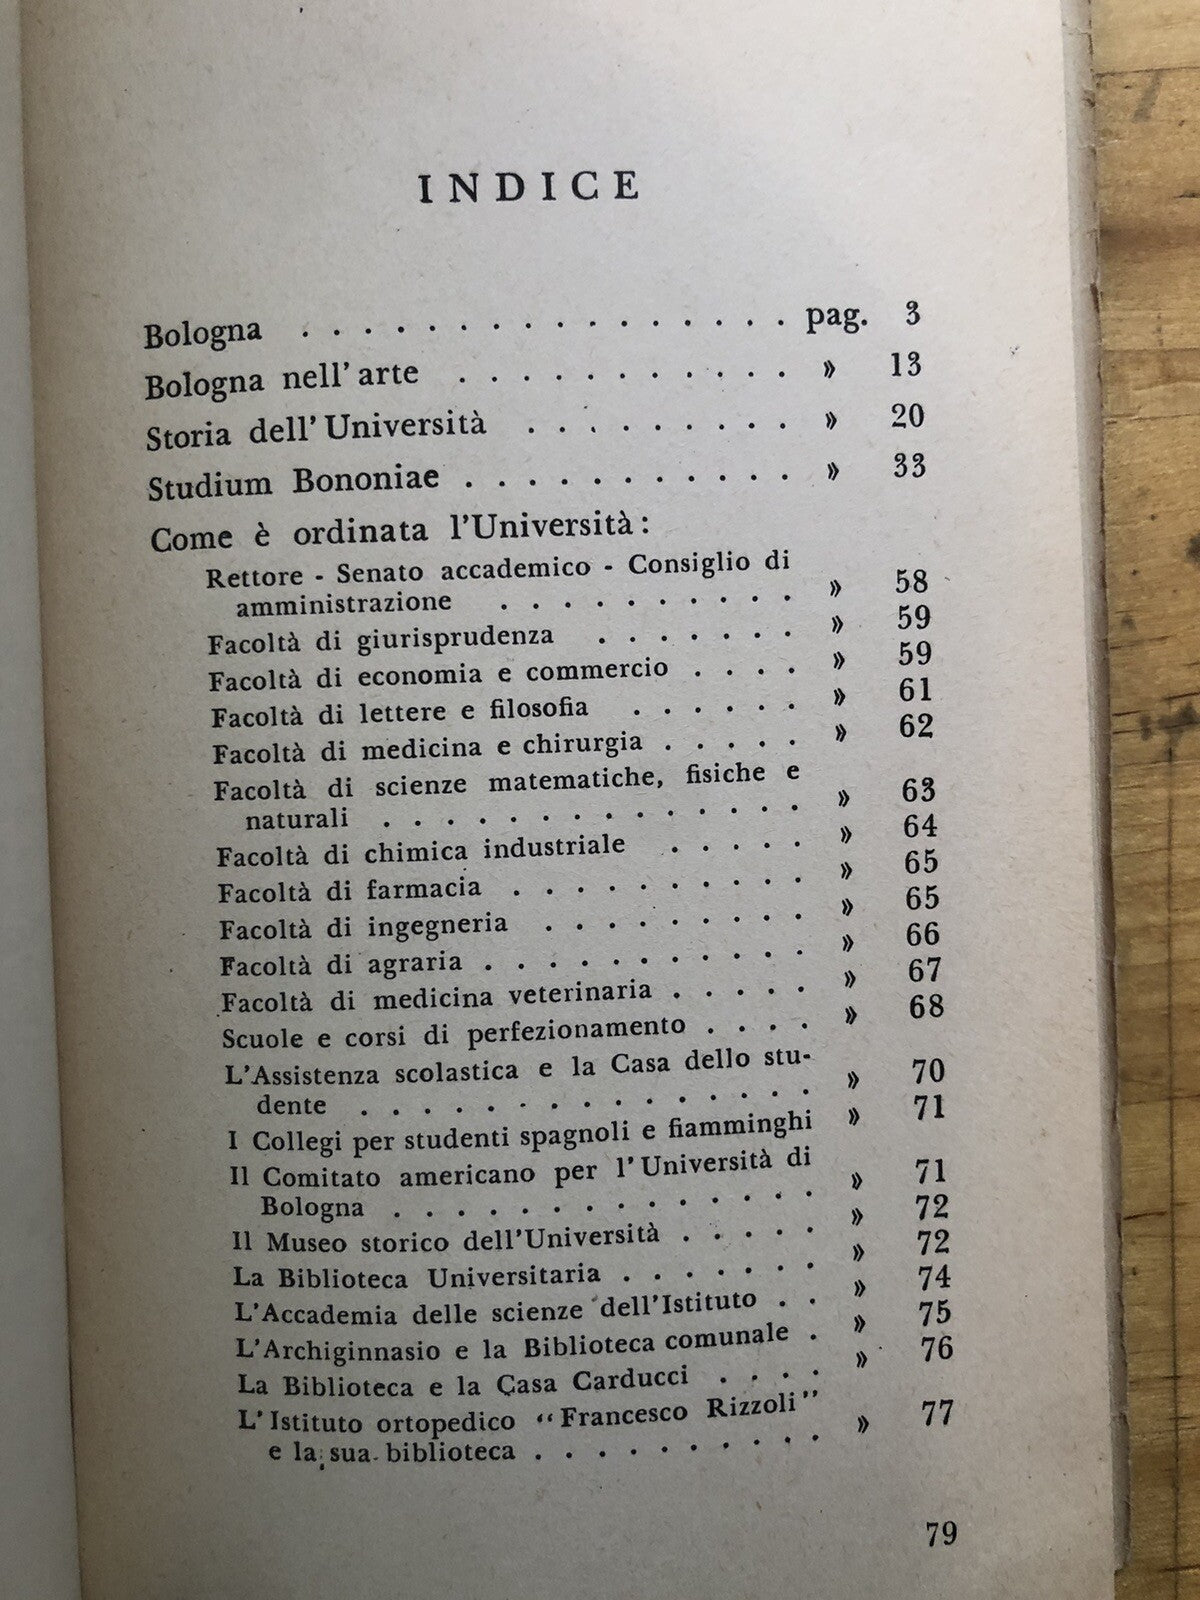 INDICE
Bologna . . . . . . . . . . . . . . . . pag. 3
Bologna nell'arte . . . . . . . . . . . » 13
Storia dell'Università . . . . . . . . . » 20
Studium Bononiae . . . . . . . . . . . » 33
Come è ordinata l'Università:
Rettore - Senato accademico - Consiglio di
amministrazione . . . . . . . . . . » 58
Facoltà di giurisprudenza . . . . . . . » 59
Facoltà di economia e commercio . . . . » 59
Facoltà di lettere e filosofia . . . . . . » 61
Facoltà di medicina e chirurgia . . . . . » 62
Facoltà di scienze matematiche, fisiche e
naturali . . . . . . . . . . . . . . » 63
Facoltà di chimica industriale . . . . . » 64
Facoltà di farmacia . . . . . . . . . . » 65
Facoltà di ingegneria . . . . . . . . . » 65
Facoltà di agraria . . . . . . . . . . . » 66
Facoltà di medicina veterinaria . . . . . » 67
Scuole e corsi di perfezionamento . . . . » 68
L'Assistenza scolastica e la Casa dello stu-
dente . . . . . . . . . . . . . . . » 70
I Collegi per studenti spagnoli e fiamminghi » 71
Il Comitato americano per l'Università di
Bologna . . . . . . . . . . . . . . » 71
Il Museo storico dell'Università . . . . . » 72
La Biblioteca Universitaria . . . . . . . » 72
L'Accademia delle scienze dell'Istituto . . » 74
L'Archiginnasio e la Biblioteca comunale . » 75
La Biblioteca e la Casa Carducci . . . . » 76
L'Istituto ortopedico "Francesco Rizzoli"
e la sua biblioteca . . . . . . . . . . » 77
79